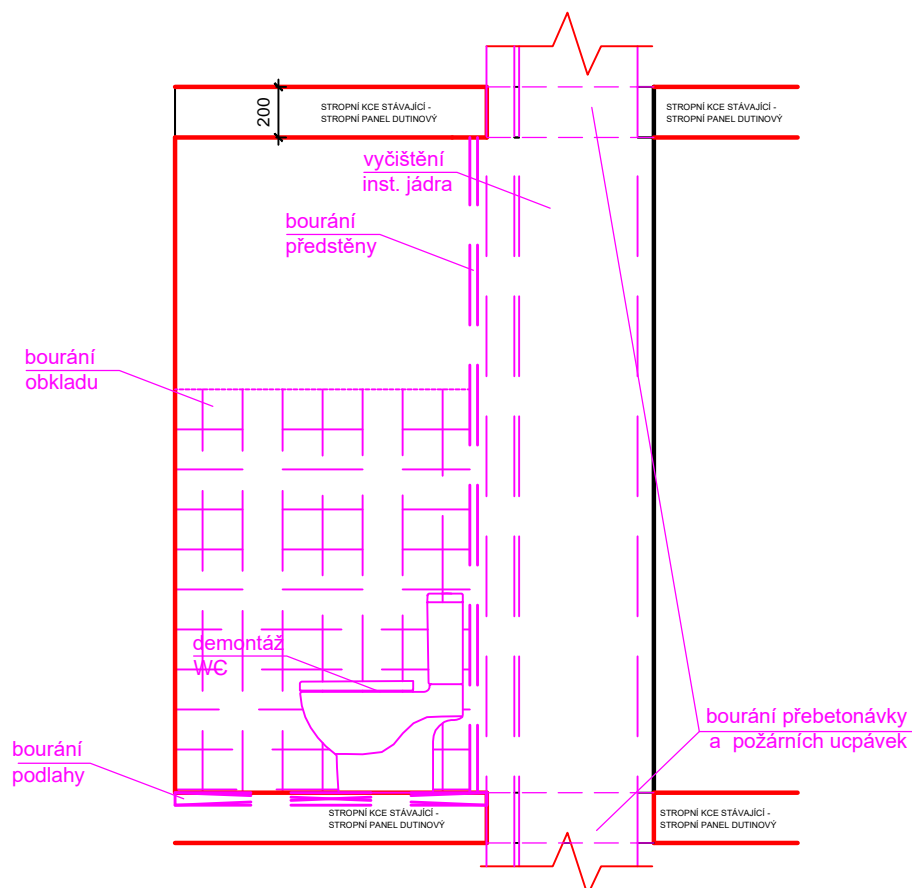 200
STROPNÍ KCE STÁVAJÍCÍ -
STROPNÍ PANEL DUTINOVÝ
STROPNÍ KCE STÁVAJÍCÍ -
STROPNÍ PANEL DUTINOVÝ
vyčištění
inst. jádra
bourání
předstěny
bourání
obkladu
demontáž
WC
bourání přebetonávky
a požárních ucpávek
bourání
podlahy
STROPNÍ KCE STÁVAJÍCÍ -
STROPNÍ PANEL DUTINOVÝ
STROPNÍ KCE STÁVAJÍCÍ -
STROPNÍ PANEL DUTINOVÝ